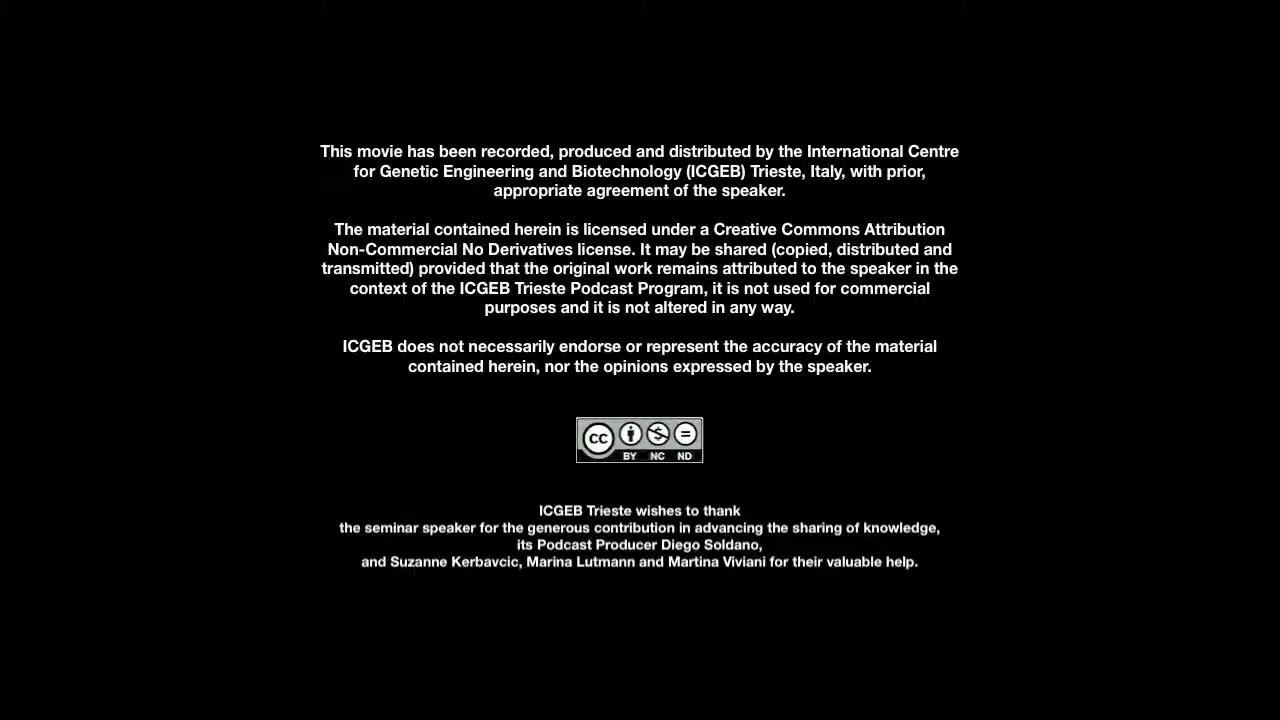 This movie has been recorded, produced and distributed by the International Centre
for Genetic Engineering and Biotechnology (ICGEB) Trieste, Italy, with prior,
appropriate agreement of the speaker.
The material contained herein is licensed under a Creative Commons Attribution
Non-Commercial No Derivatives license. It may be shared (copied, distributed and
transmitted) provided that the original work remains attributed to the speaker in the
context of the ICGEB Trieste Podcast Program, it is not used for commercial
purposes and it is not altered in any way.
ICGEB does not necessarily endorse or represent the accuracy of the material
contained herein, nor the opinions expressed by the speaker.
CC
BY NC ND
ICGEB Trieste wishes to thank
the seminar speaker for the generous contribution in advancing the sharing of knowledge,
its Podcast Producer Diego Soldano,
and Suzanne Kerbavcic, Marina Lutmann and Martina Viviani for their valuable help.